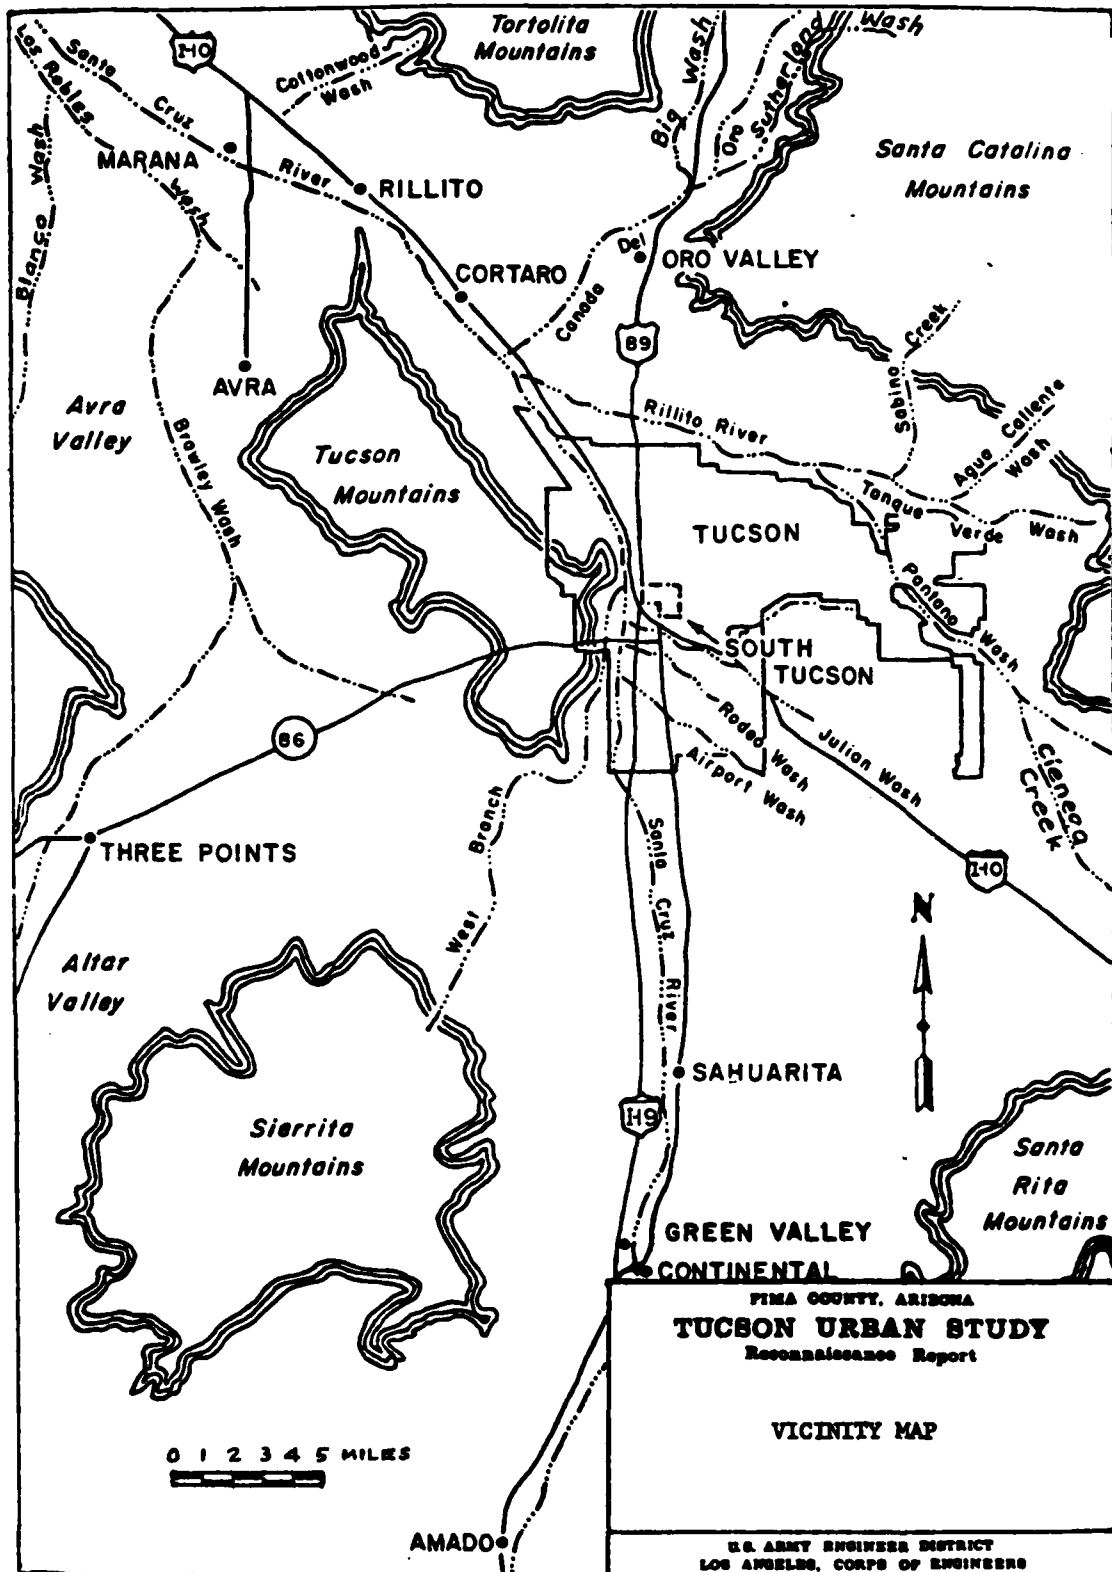 Tortolita
Mountains
Wash
Big Wash
Oro
Sutherland
I-10
Cottonwood
Wash
Santa
Cruz
River
Los Robles
Wash
Blanco Wash
MARANA
RILLITO
Santa Catalina
Mountains
Del
ORO VALLEY
CORTARO
Canada
89
AVRA
Sabino
Creek
Avra
Valley
Rillito River
Agua Caliente
Wash
Tucson
Mountains
Brawley Wash
Tanque
Verde
Wash
TUCSON
Pantano
Wash
SOUTH
TUCSON
86
Rodeo Wash
Julian Wash
Airport Wash
Cienega
Creek
Branch
West
Santa
Cruz
River
THREE POINTS
I-10
N
Altar
Valley
SAHUARITA
I-19
Sierrita
Mountains
Santa
Rita
Mountains
GREEN VALLEY
CONTINENTAL
PIMA COUNTY, ARIZONA
TUCSON URBAN STUDY
Reconnaissance Report
VICINITY MAP
0 1 2 3 4 5 MILES
AMADO
U.S. ARMY ENGINEER DISTRICT
LOS ANGELES, CORPS OF ENGINEERS